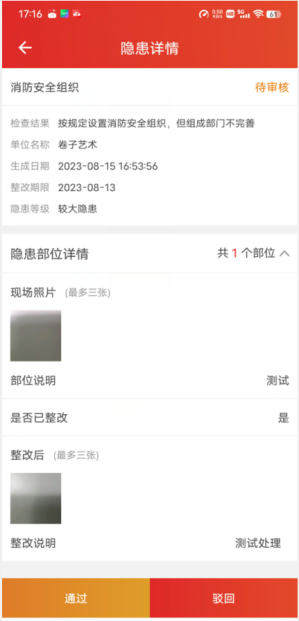 17:16
0.50 KB/s HD 5G 61
隐患详情
消防安全组织 待审核
检查结果 按规定设置消防安全组织，但组成部门不完善
单位名称 卷子艺术
生成日期 2023-08-15 16:53:56
整改期限 2023-08-13
隐患等级 较大隐患
隐患部位详情 共 1 个部位
现场照片 (最多三张)
部位说明 测试
是否已整改 是
整改后 (最多三张)
整改说明 测试处理
通过 驳回